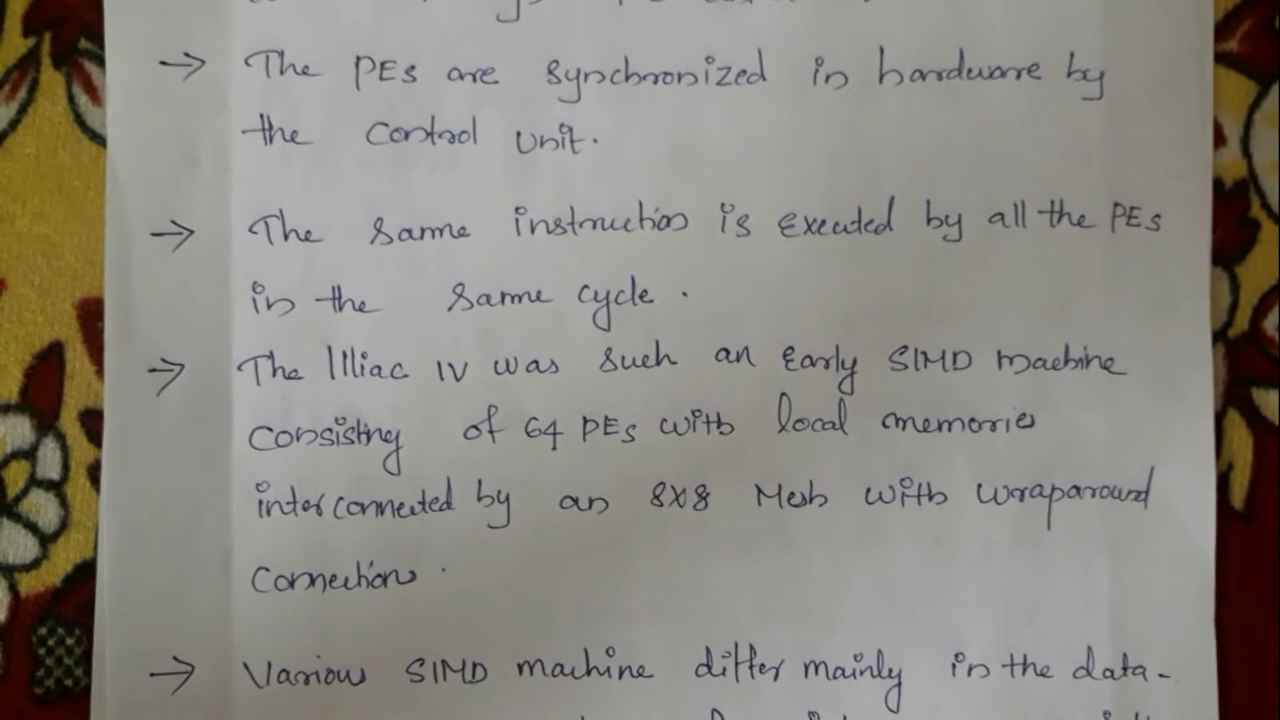 → The PEs are synchronized in hardware by
the control unit.
→ The same instruction is executed by all the PEs
in the same cycle.
→ The Illiac IV was such an Early SIMD machine
consisting of 64 PEs with local memories
interconnected by an 8x8 Mesh with wraparound
connections.
→ Various SIMD machine differ mainly in the data-